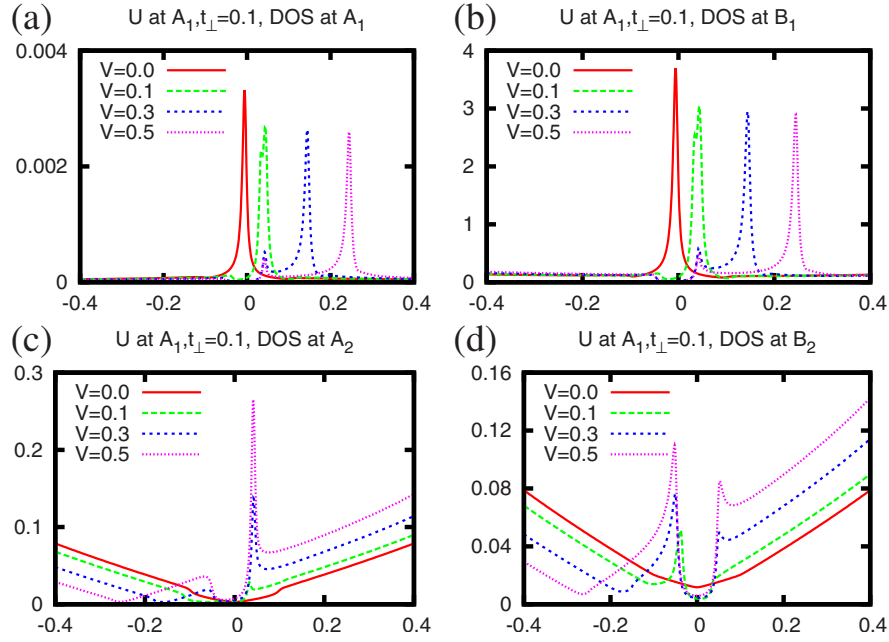 (a) U at A₁,t⊥=0.1, DOS at A₁
0.004
0.002
0
V=0.0
V=0.1
V=0.3
V=0.5
-0.4 -0.2 0 0.2 0.4
(b) U at A₁,t⊥=0.1, DOS at B₁
4
3
2
1
0
V=0.0
V=0.1
V=0.3
V=0.5
-0.4 -0.2 0 0.2 0.4
(c) U at A₁,t⊥=0.1, DOS at A₂
0.3
0.2
0.1
0
V=0.0
V=0.1
V=0.3
V=0.5
-0.4 -0.2 0 0.2 0.4
(d) U at A₁,t⊥=0.1, DOS at B₂
0.16
0.12
0.08
0.04
0
V=0.0
V=0.1
V=0.3
V=0.5
-0.4 -0.2 0 0.2 0.4